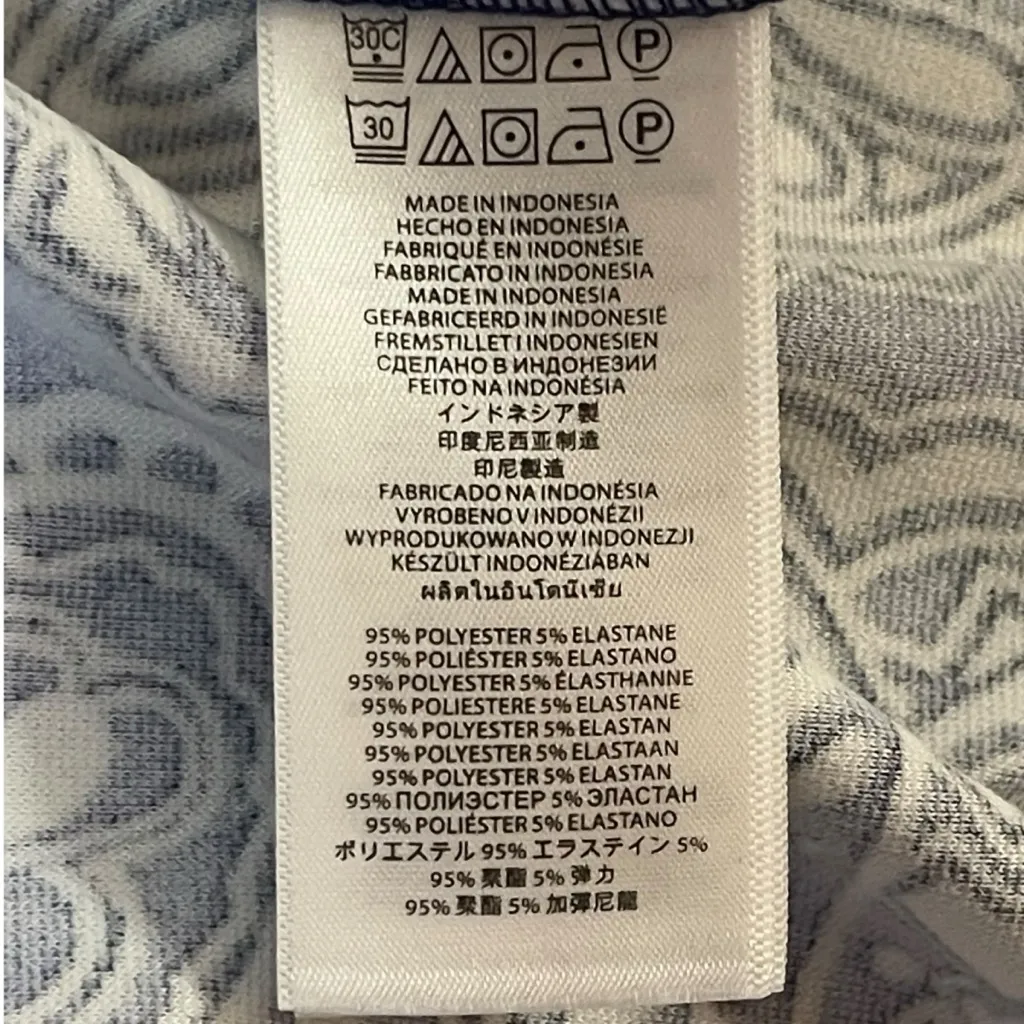 30C P
30 P
MADE IN INDONESIA
HECHO EN INDONESIA
FABRIQUÉ EN INDONÉSIE
FABBRICATO IN INDONESIA
MADE IN INDONESIA
GEFABRICEERD IN INDONESIË
FREMSTILLET I INDONESIEN
СДЕЛАНО В ИНДОНЕЗИИ
FEITO NA INDONÉSIA
インドネシア製
印度尼西亚制造
印尼製造
FABRICADO NA INDONÉSIA
VYROBENO V INDONÉZII
WYPRODUKOWANO W INDONEZJI
KÉSZÜLT INDONÉZIÁBAN
ผลิตในอินโดนีเซีย
95% POLYESTER 5% ELASTANE
95% POLIÉSTER 5% ELASTANO
95% POLYESTER 5% ÉLASTHANNE
95% POLIESTERE 5% ELASTANE
95% POLYESTER 5% ELASTAN
95% POLYESTER 5% ELASTAAN
95% POLYESTER 5% ELASTAN
95% ПОЛИЭСТЕР 5% ЭЛАСТАН
95% POLIÉSTER 5% ELASTANO
ポリエステル 95% エラステイン 5%
95% 聚酯 5% 弹力
95% 聚酯 5% 加彈尼龍